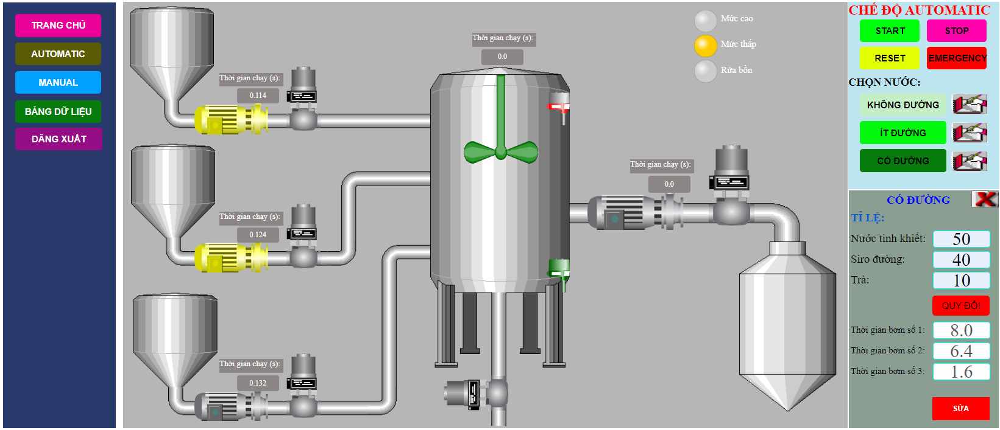 TRANG CHỦ
AUTOMATIC
MANUAL
BẢNG DỮ LIỆU
ĐĂNG XUẤT
Thời gian chạy (s):
0.114
Thời gian chạy (s):
0.124
Thời gian chạy (s):
0.132
Thời gian chạy (s):
0.0
Thời gian chạy (s):
0.0
Mức cao
Mức thấp
Rửa bồn
CHẾ ĐỘ AUTOMATIC
START
STOP
RESET
EMERGENCY
CHỌN NƯỚC:
KHÔNG ĐƯỜNG
ÍT ĐƯỜNG
CÓ ĐƯỜNG
CÓ ĐƯỜNG
TỈ LỆ:
Nước tinh khiết: 50
Siro đường: 40
Trà: 10
QUY ĐỔI
Thời gian bơm số 1: 8.0
Thời gian bơm số 2: 6.4
Thời gian bơm số 3: 1.6
SỬA